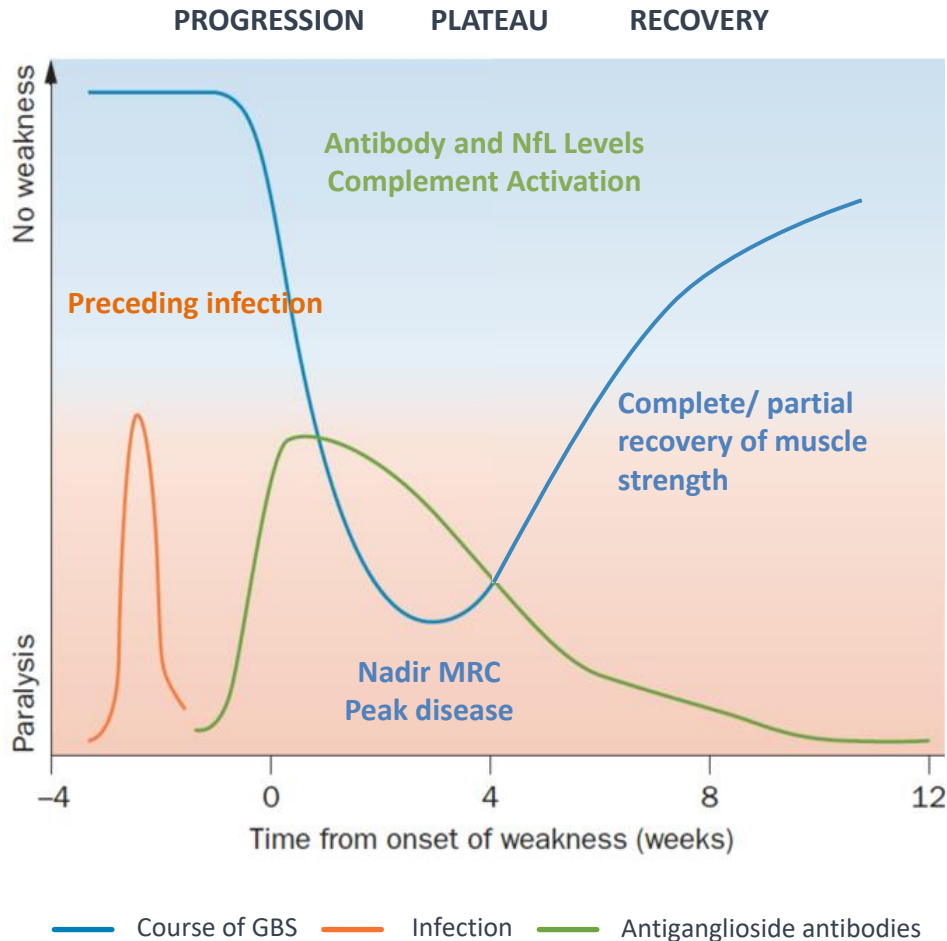 PROGRESSION PLATEAU RECOVERY
No weakness
Antibody and NfL Levels
Complement Activation
Preceding infection
Complete/ partial
recovery of muscle
strength
Paralysis
Nadir MRC
Peak disease
–4 0 4 8 12
Time from onset of weakness (weeks)
Course of GBS Infection Antiganglioside antibodies